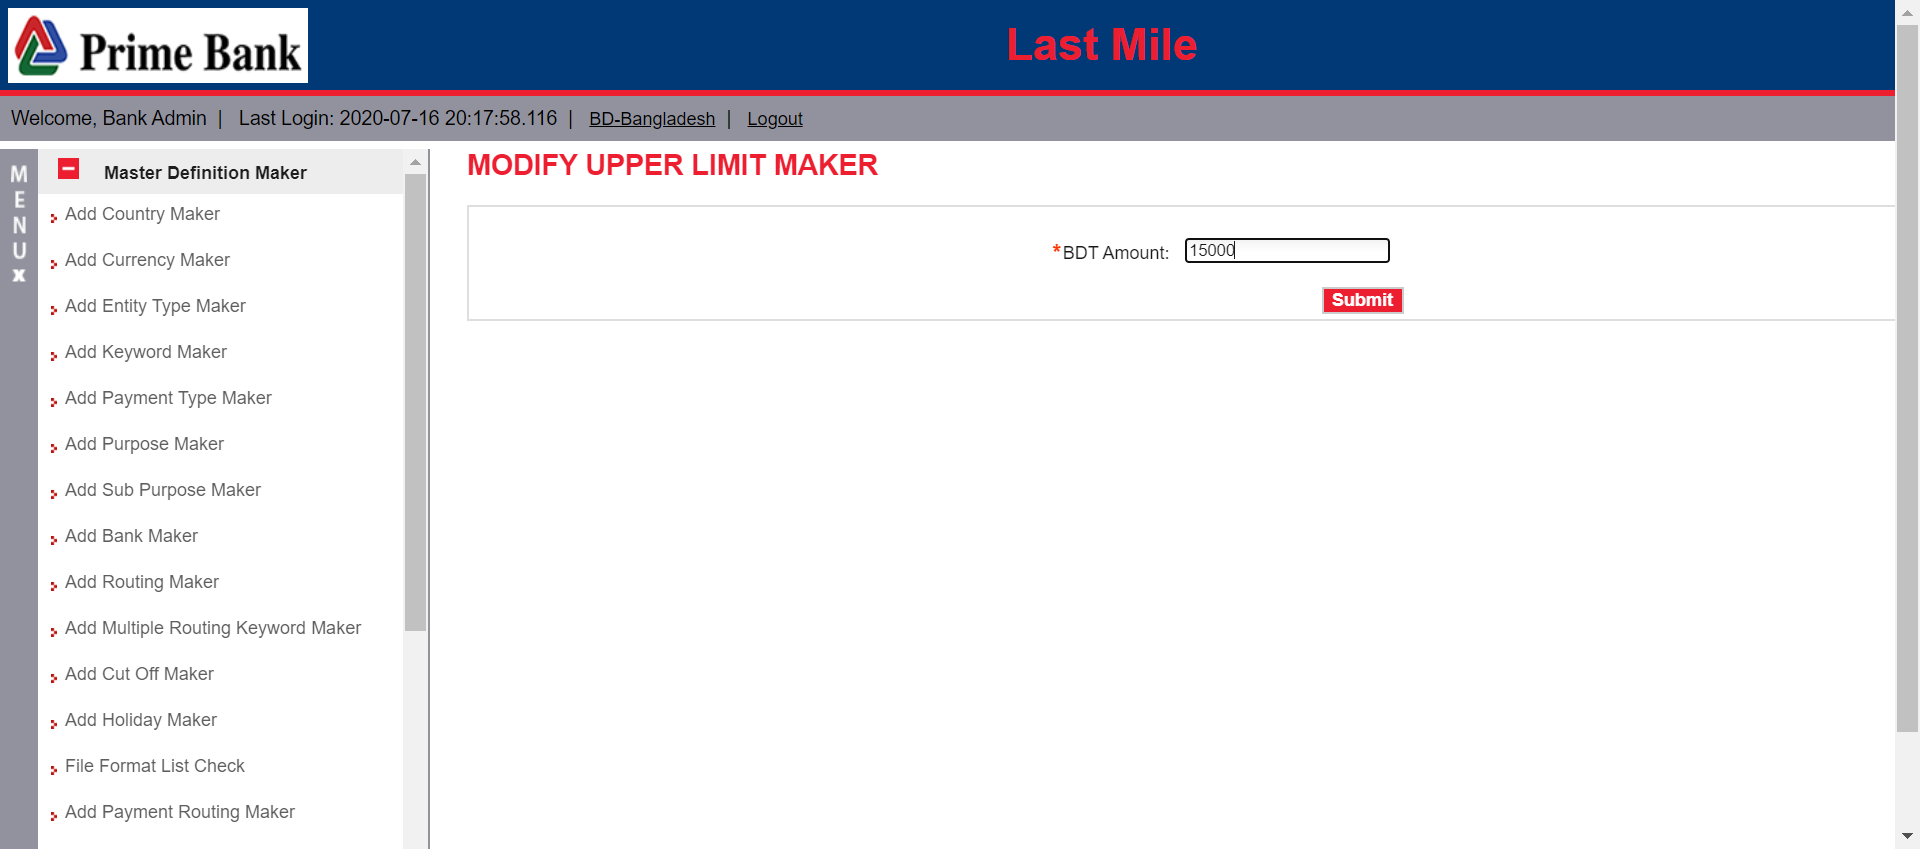 Prime Bank
Last Mile
Welcome, Bank Admin | Last Login: 2020-07-16 20:17:58.116 | BD-Bangladesh | Logout
MENU X
Master Definition Maker
Add Country Maker
Add Currency Maker
Add Entity Type Maker
Add Keyword Maker
Add Payment Type Maker
Add Purpose Maker
Add Sub Purpose Maker
Add Bank Maker
Add Routing Maker
Add Multiple Routing Keyword Maker
Add Cut Off Maker
Add Holiday Maker
File Format List Check
Add Payment Routing Maker
MODIFY UPPER LIMIT MAKER
*BDT Amount: 15000
Submit